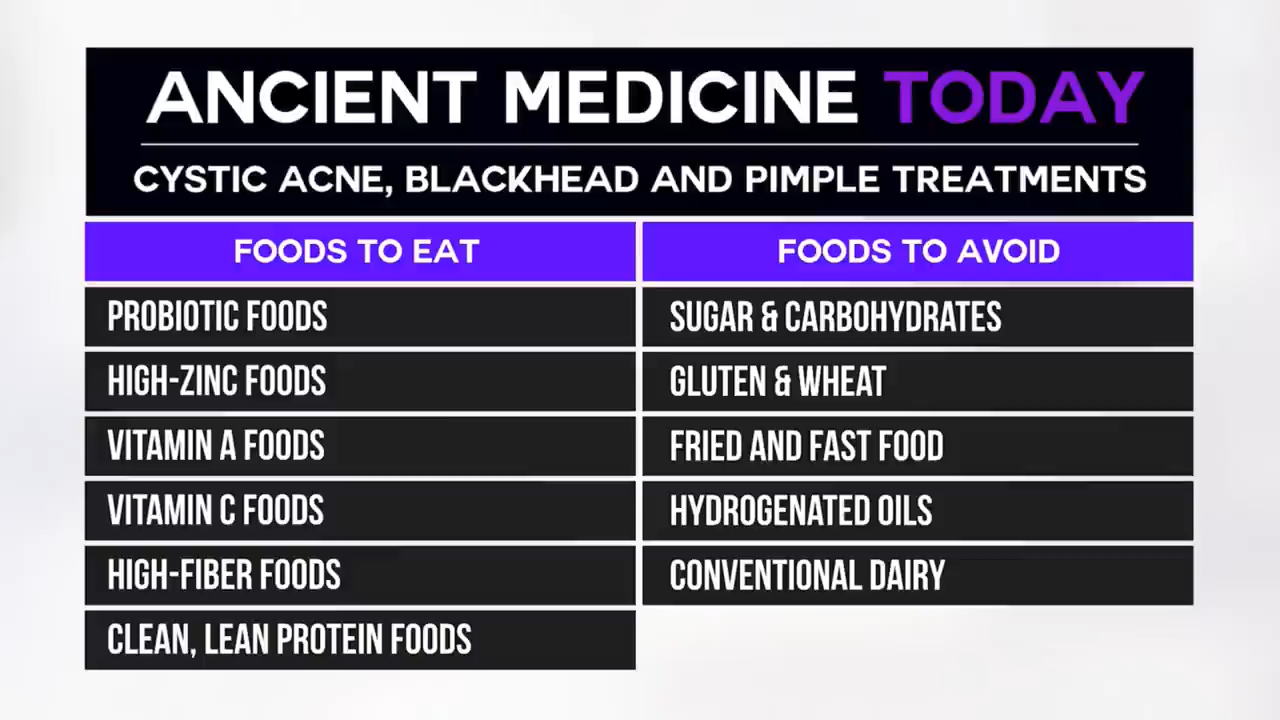 ANCIENT MEDICINE TODAY
CYSTIC ACNE, BLACKHEAD AND PIMPLE TREATMENTS
FOODS TO EAT
PROBIOTIC FOODS
HIGH-ZINC FOODS
VITAMIN A FOODS
VITAMIN C FOODS
HIGH-FIBER FOODS
CLEAN, LEAN PROTEIN FOODS
FOODS TO AVOID
SUGAR & CARBOHYDRATES
GLUTEN & WHEAT
FRIED AND FAST FOOD
HYDROGENATED OILS
CONVENTIONAL DAIRY